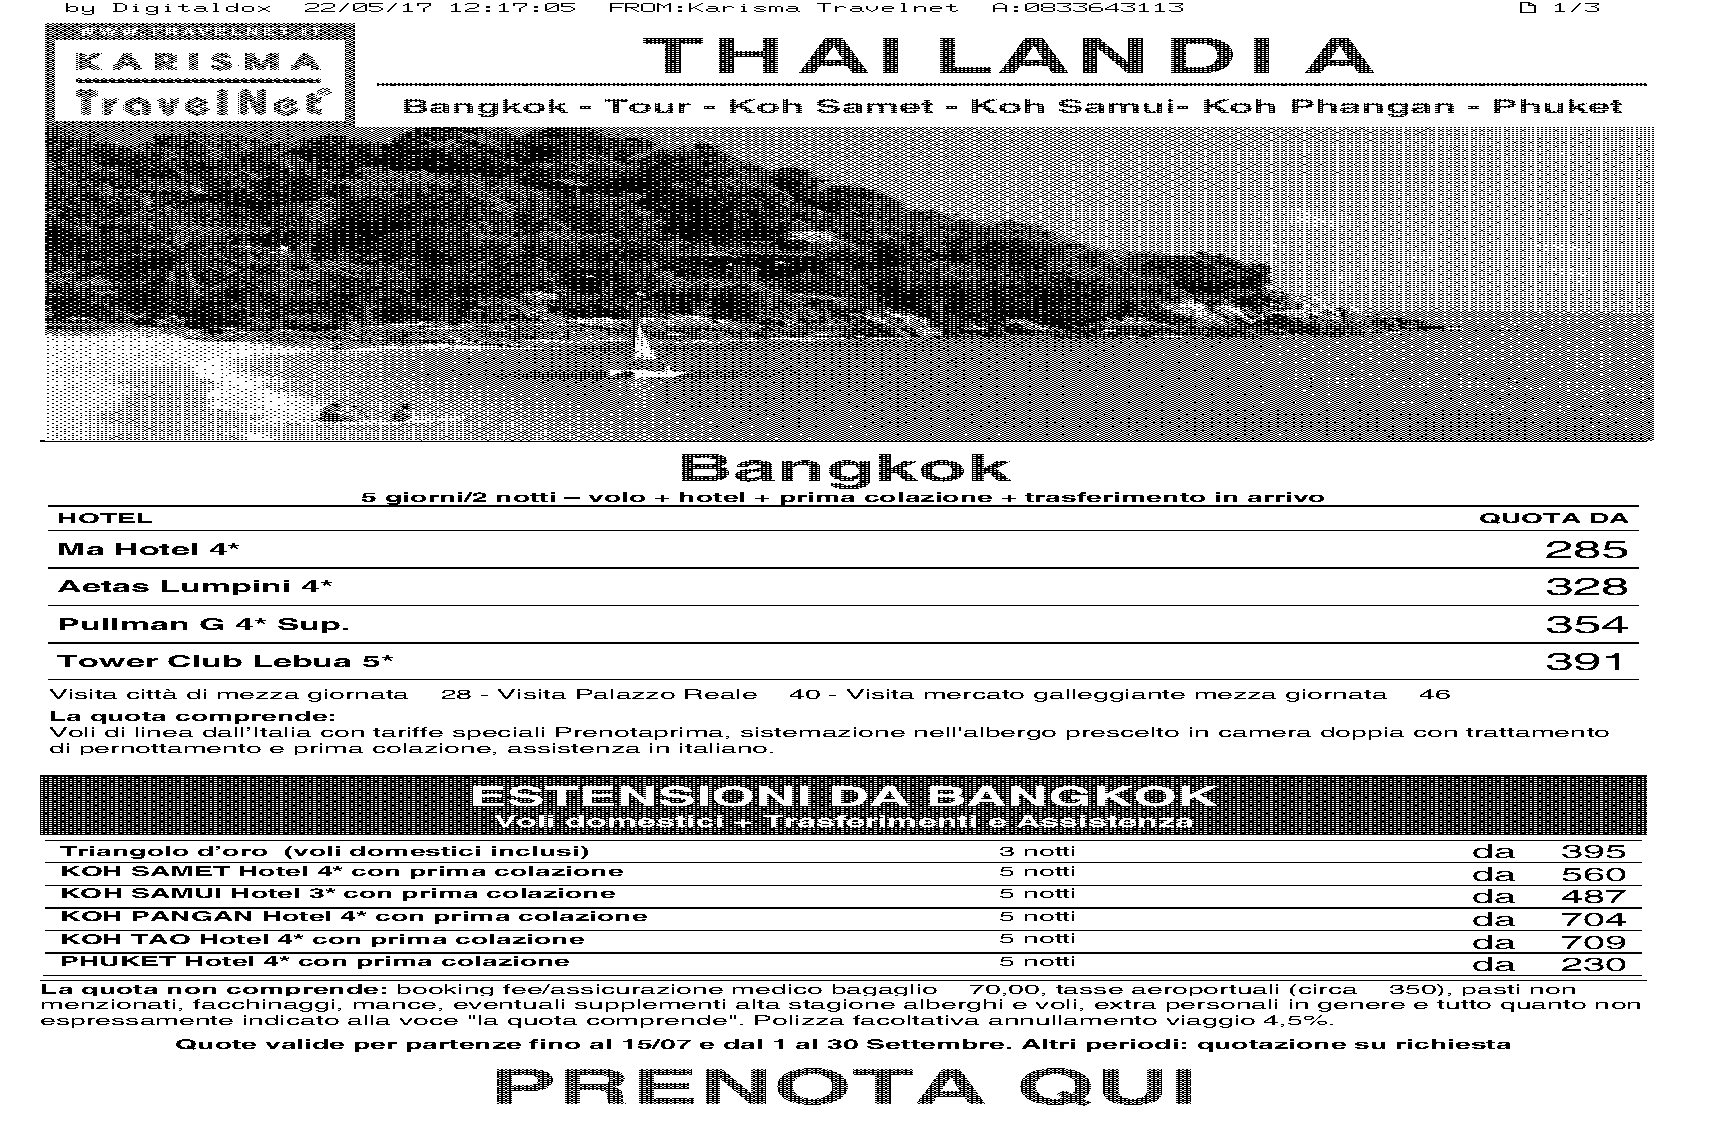 by Digitaldox 22/05/17 12:17:05 FROM:Karisma Travelnet A:0833643113 1/3
WWW.TRAVELNET.IT
KARISMA
TravelNet
THAILANDIA
Bangkok - Tour - Koh Samet - Koh Samui- Koh Phangan - Phuket
Bangkok
5 giorni/2 notti – volo + hotel + prima colazione + trasferimento in arrivo
HOTEL QUOTA DA
Ma Hotel 4* 285
Aetas Lumpini 4* 328
Pullman G 4* Sup. 354
Tower Club Lebua 5* 391
Visita città di mezza giornata 28 - Visita Palazzo Reale 40 - Visita mercato galleggiante mezza giornata 46
La quota comprende:
Voli di linea dall'Italia con tariffe speciali Prenotaprima, sistemazione nell'albergo prescelto in camera doppia con trattamento
di pernottamento e prima colazione, assistenza in italiano.
ESTENSIONI DA BANGKOK
Voli domestici + Trasferimenti e Assistenza
Triangolo d'oro (voli domestici inclusi) 3 notti da 395
KOH SAMET Hotel 4* con prima colazione 5 notti da 560
KOH SAMUI Hotel 3* con prima colazione 5 notti da 487
KOH PANGAN Hotel 4* con prima colazione 5 notti da 704
KOH TAO Hotel 4* con prima colazione 5 notti da 709
PHUKET Hotel 4* con prima colazione 5 notti da 230
La quota non comprende: booking fee/assicurazione medico bagaglio 70,00, tasse aeroportuali (circa 350), pasti non
menzionati, facchinaggi, mance, eventuali supplementi alta stagione alberghi e voli, extra personali in genere e tutto quanto non
espressamente indicato alla voce "la quota comprende". Polizza facoltativa annullamento viaggio 4,5%.
Quote valide per partenze fino al 15/07 e dal 1 al 30 Settembre. Altri periodi: quotazione su richiesta
PRENOTA QUI